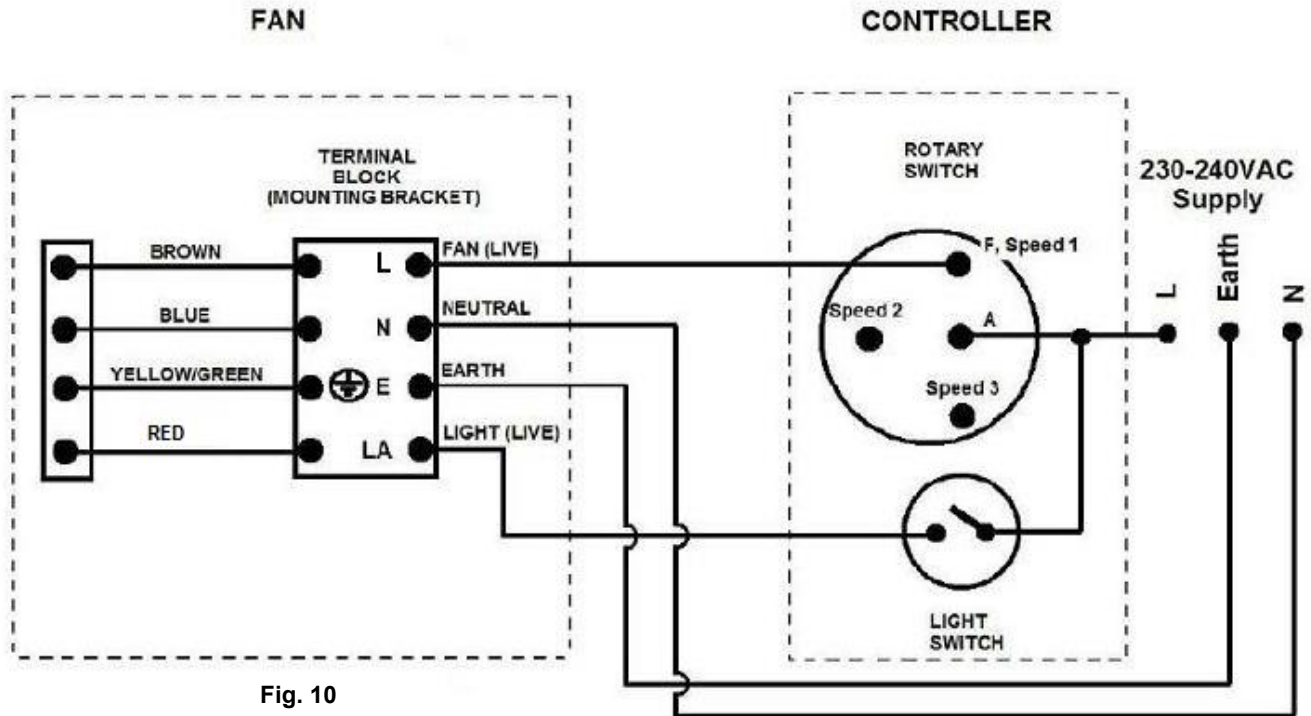 FAN
CONTROLLER
TERMINAL
BLOCK
(MOUNTING BRACKET)
ROTARY
SWITCH
230-240VAC
Supply
BROWN
L
FAN (LIVE)
F, Speed 1
BLUE
N
NEUTRAL
Speed 2
A
L
Earth
N
YELLOW/GREEN
E
EARTH
Speed 3
RED
LA
LIGHT (LIVE)
LIGHT
SWITCH
Fig. 10